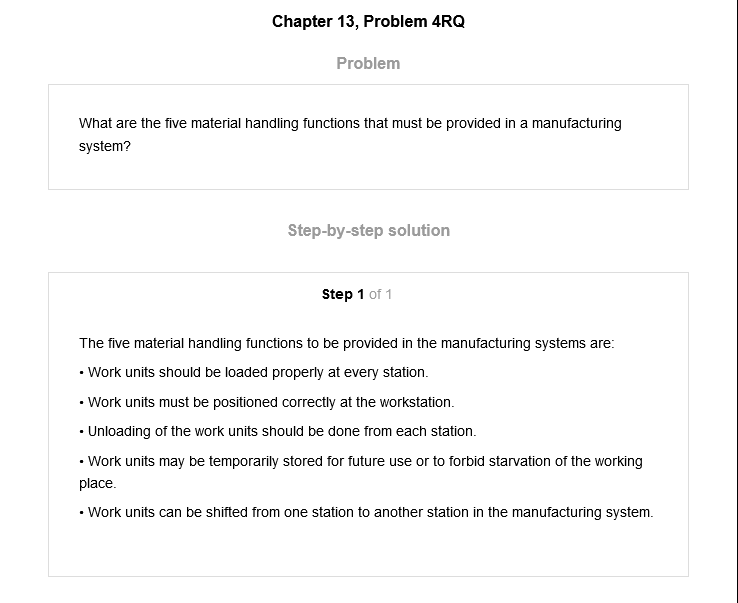 Chapter 13, Problem 4RQ
Problem
What are the five material handling functions that must be provided in a manufacturing
system?
Step-by-step solution
Step 1 of 1
The five material handling functions to be provided in the manufacturing systems are:
• Work units should be loaded properly at every station.
• Work units must be positioned correctly at the workstation.
• Unloading of the work units should be done from each station.
• Work units may be temporarily stored for future use or to forbid starvation of the working
place.
• Work units can be shifted from one station to another station in the manufacturing system.